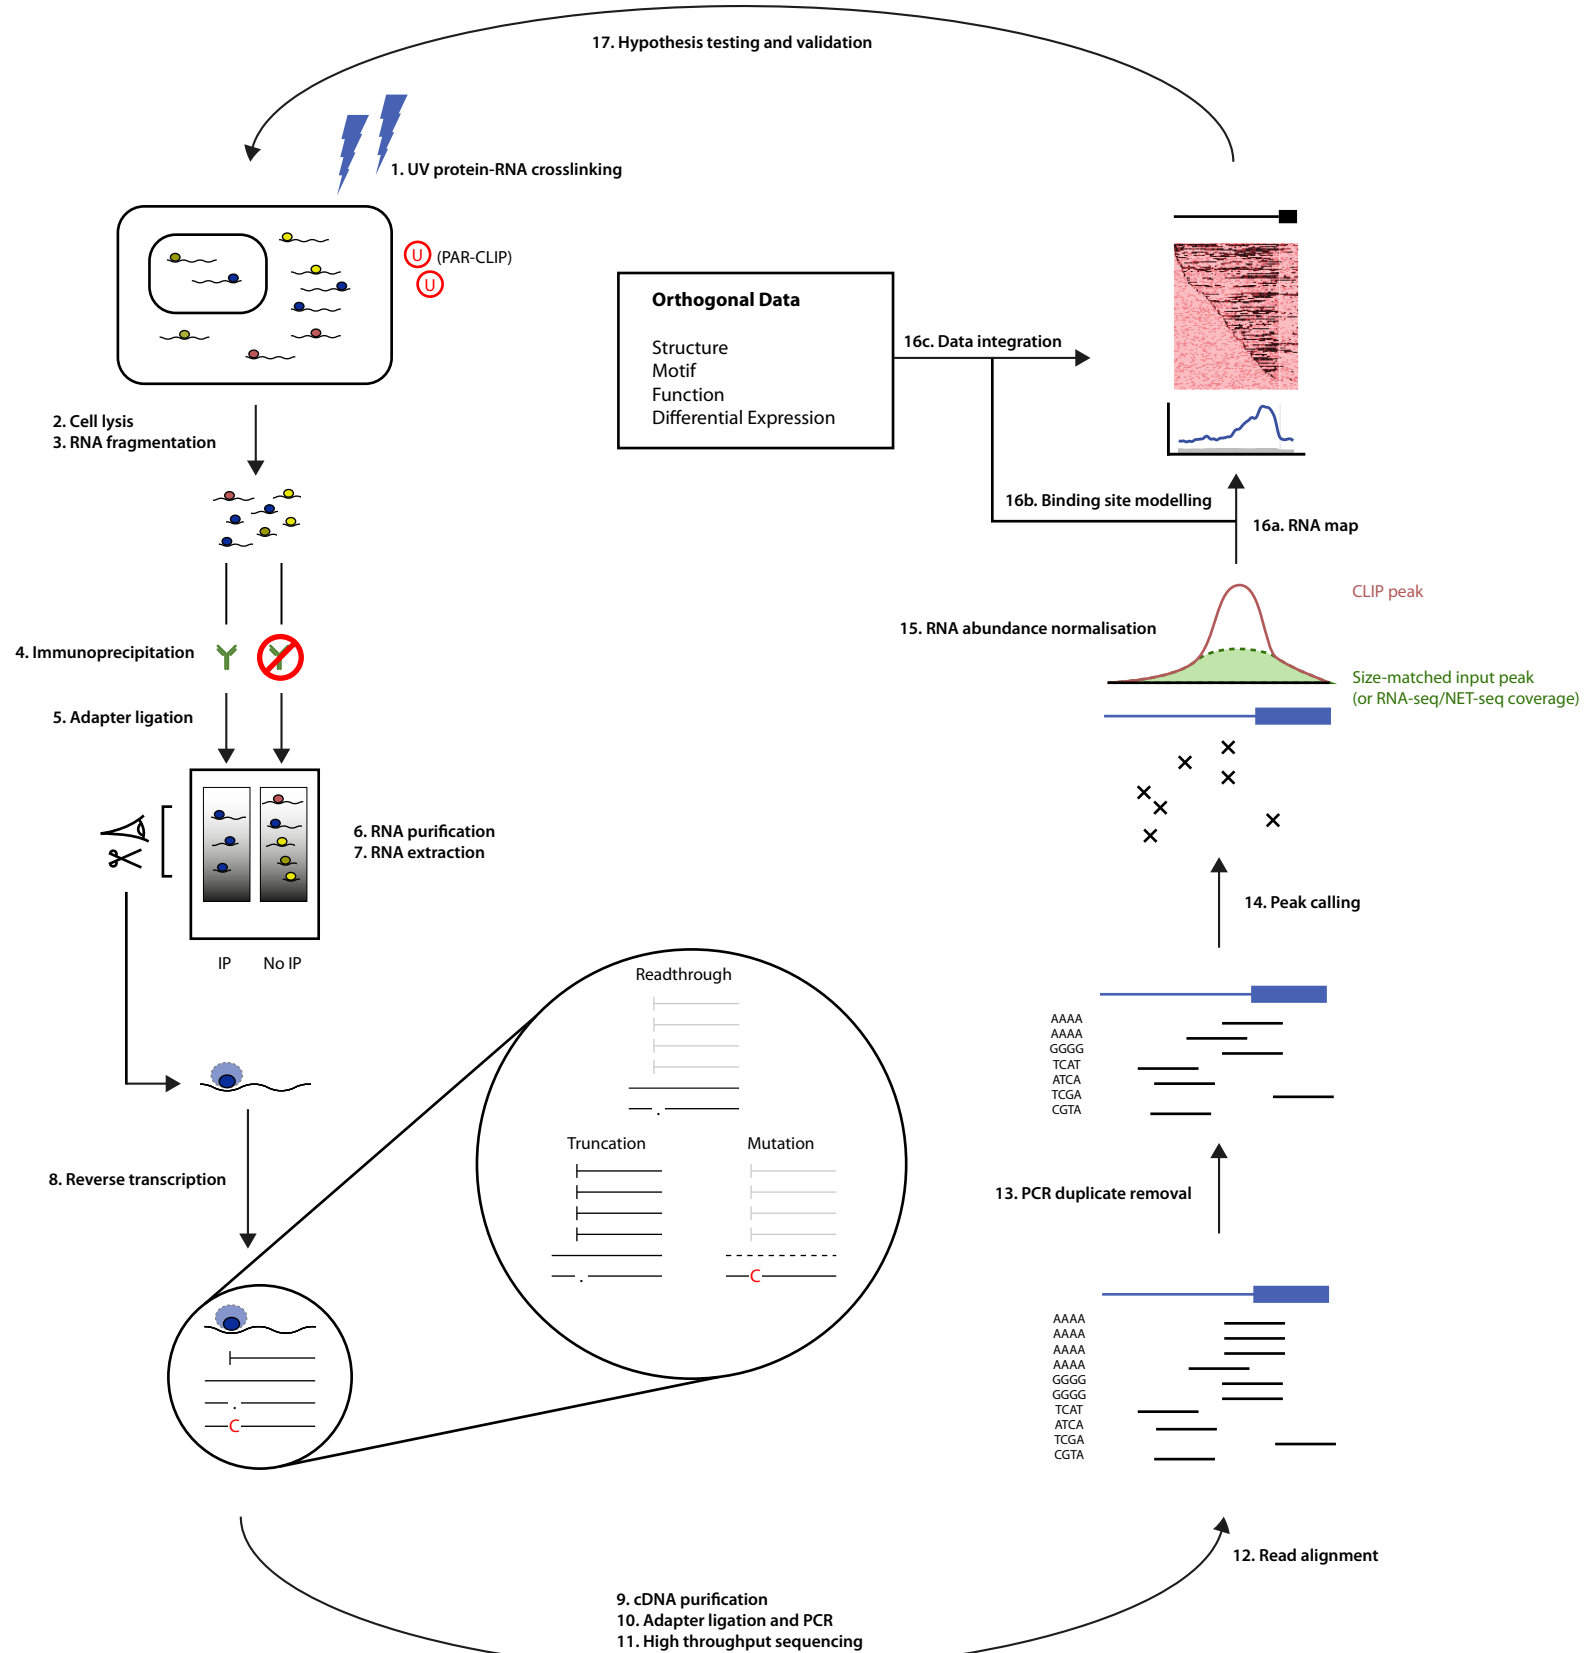 17. Hypothesis testing and validation
1. UV protein-RNA crosslinking
U (PAR-CLIP)
U
2. Cell lysis
3. RNA fragmentation
4. Immunoprecipitation
5. Adapter ligation
6. RNA purification
7. RNA extraction
IP No IP
8. Reverse transcription
C
Readthrough
Truncation Mutation
C
9. cDNA purification
10. Adapter ligation and PCR
11. High throughput sequencing
12. Read alignment
AAAA
AAAA
AAAA
AAAA
GGGG
GGGG
TCAT
ATCA
TCGA
CGTA
13. PCR duplicate removal
AAAA
AAAA
GGGG
TCAT
ATCA
TCGA
CGTA
14. Peak calling
15. RNA abundance normalisation
CLIP peak
Size-matched input peak
(or RNA-seq/NET-seq coverage)
16a. RNA map
16b. Binding site modelling
16c. Data integration
Orthogonal Data
Structure
Motif
Function
Differential Expression